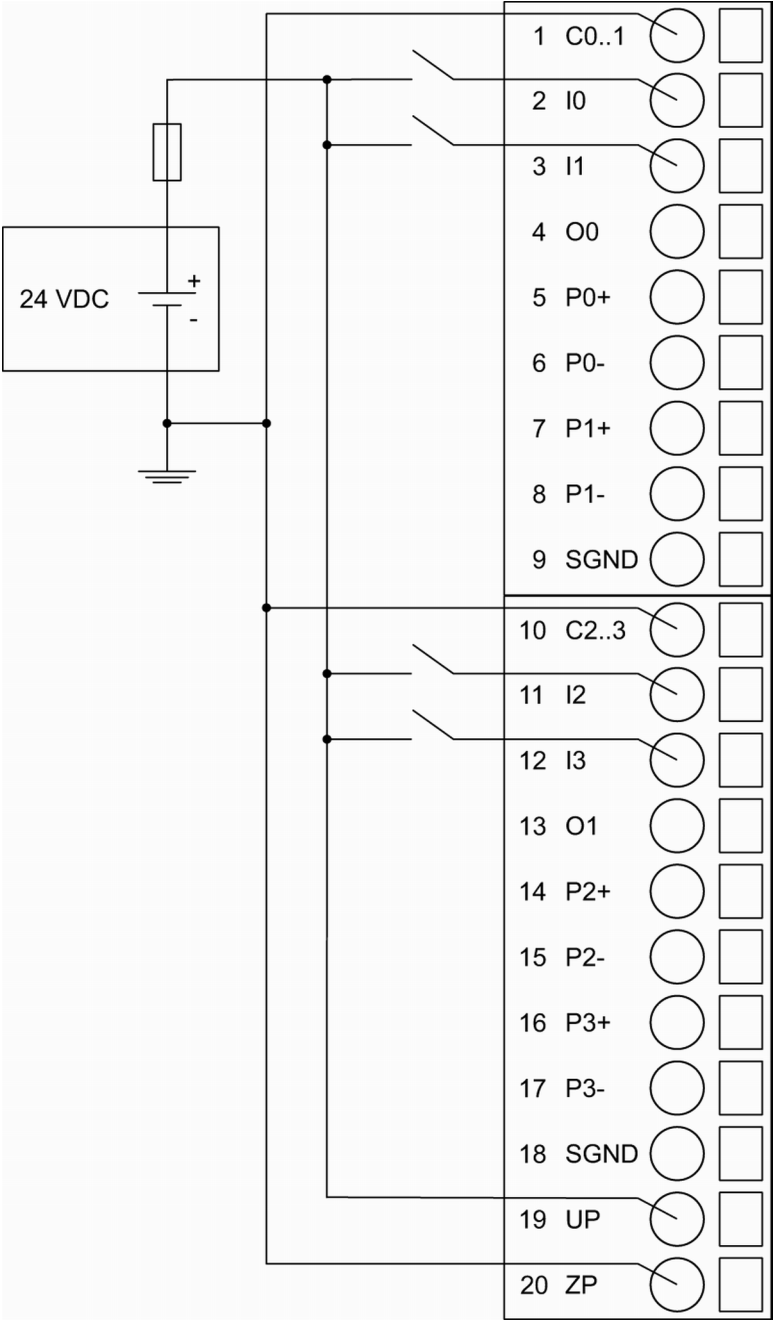 1 C0..1
2 I0
3 I1
4 O0
5 P0+
6 P0-
7 P1+
8 P1-
9 SGND
24 VDC
+
-
10 C2..3
11 I2
12 I3
13 O1
14 P2+
15 P2-
16 P3+
17 P3-
18 SGND
19 UP
20 ZP